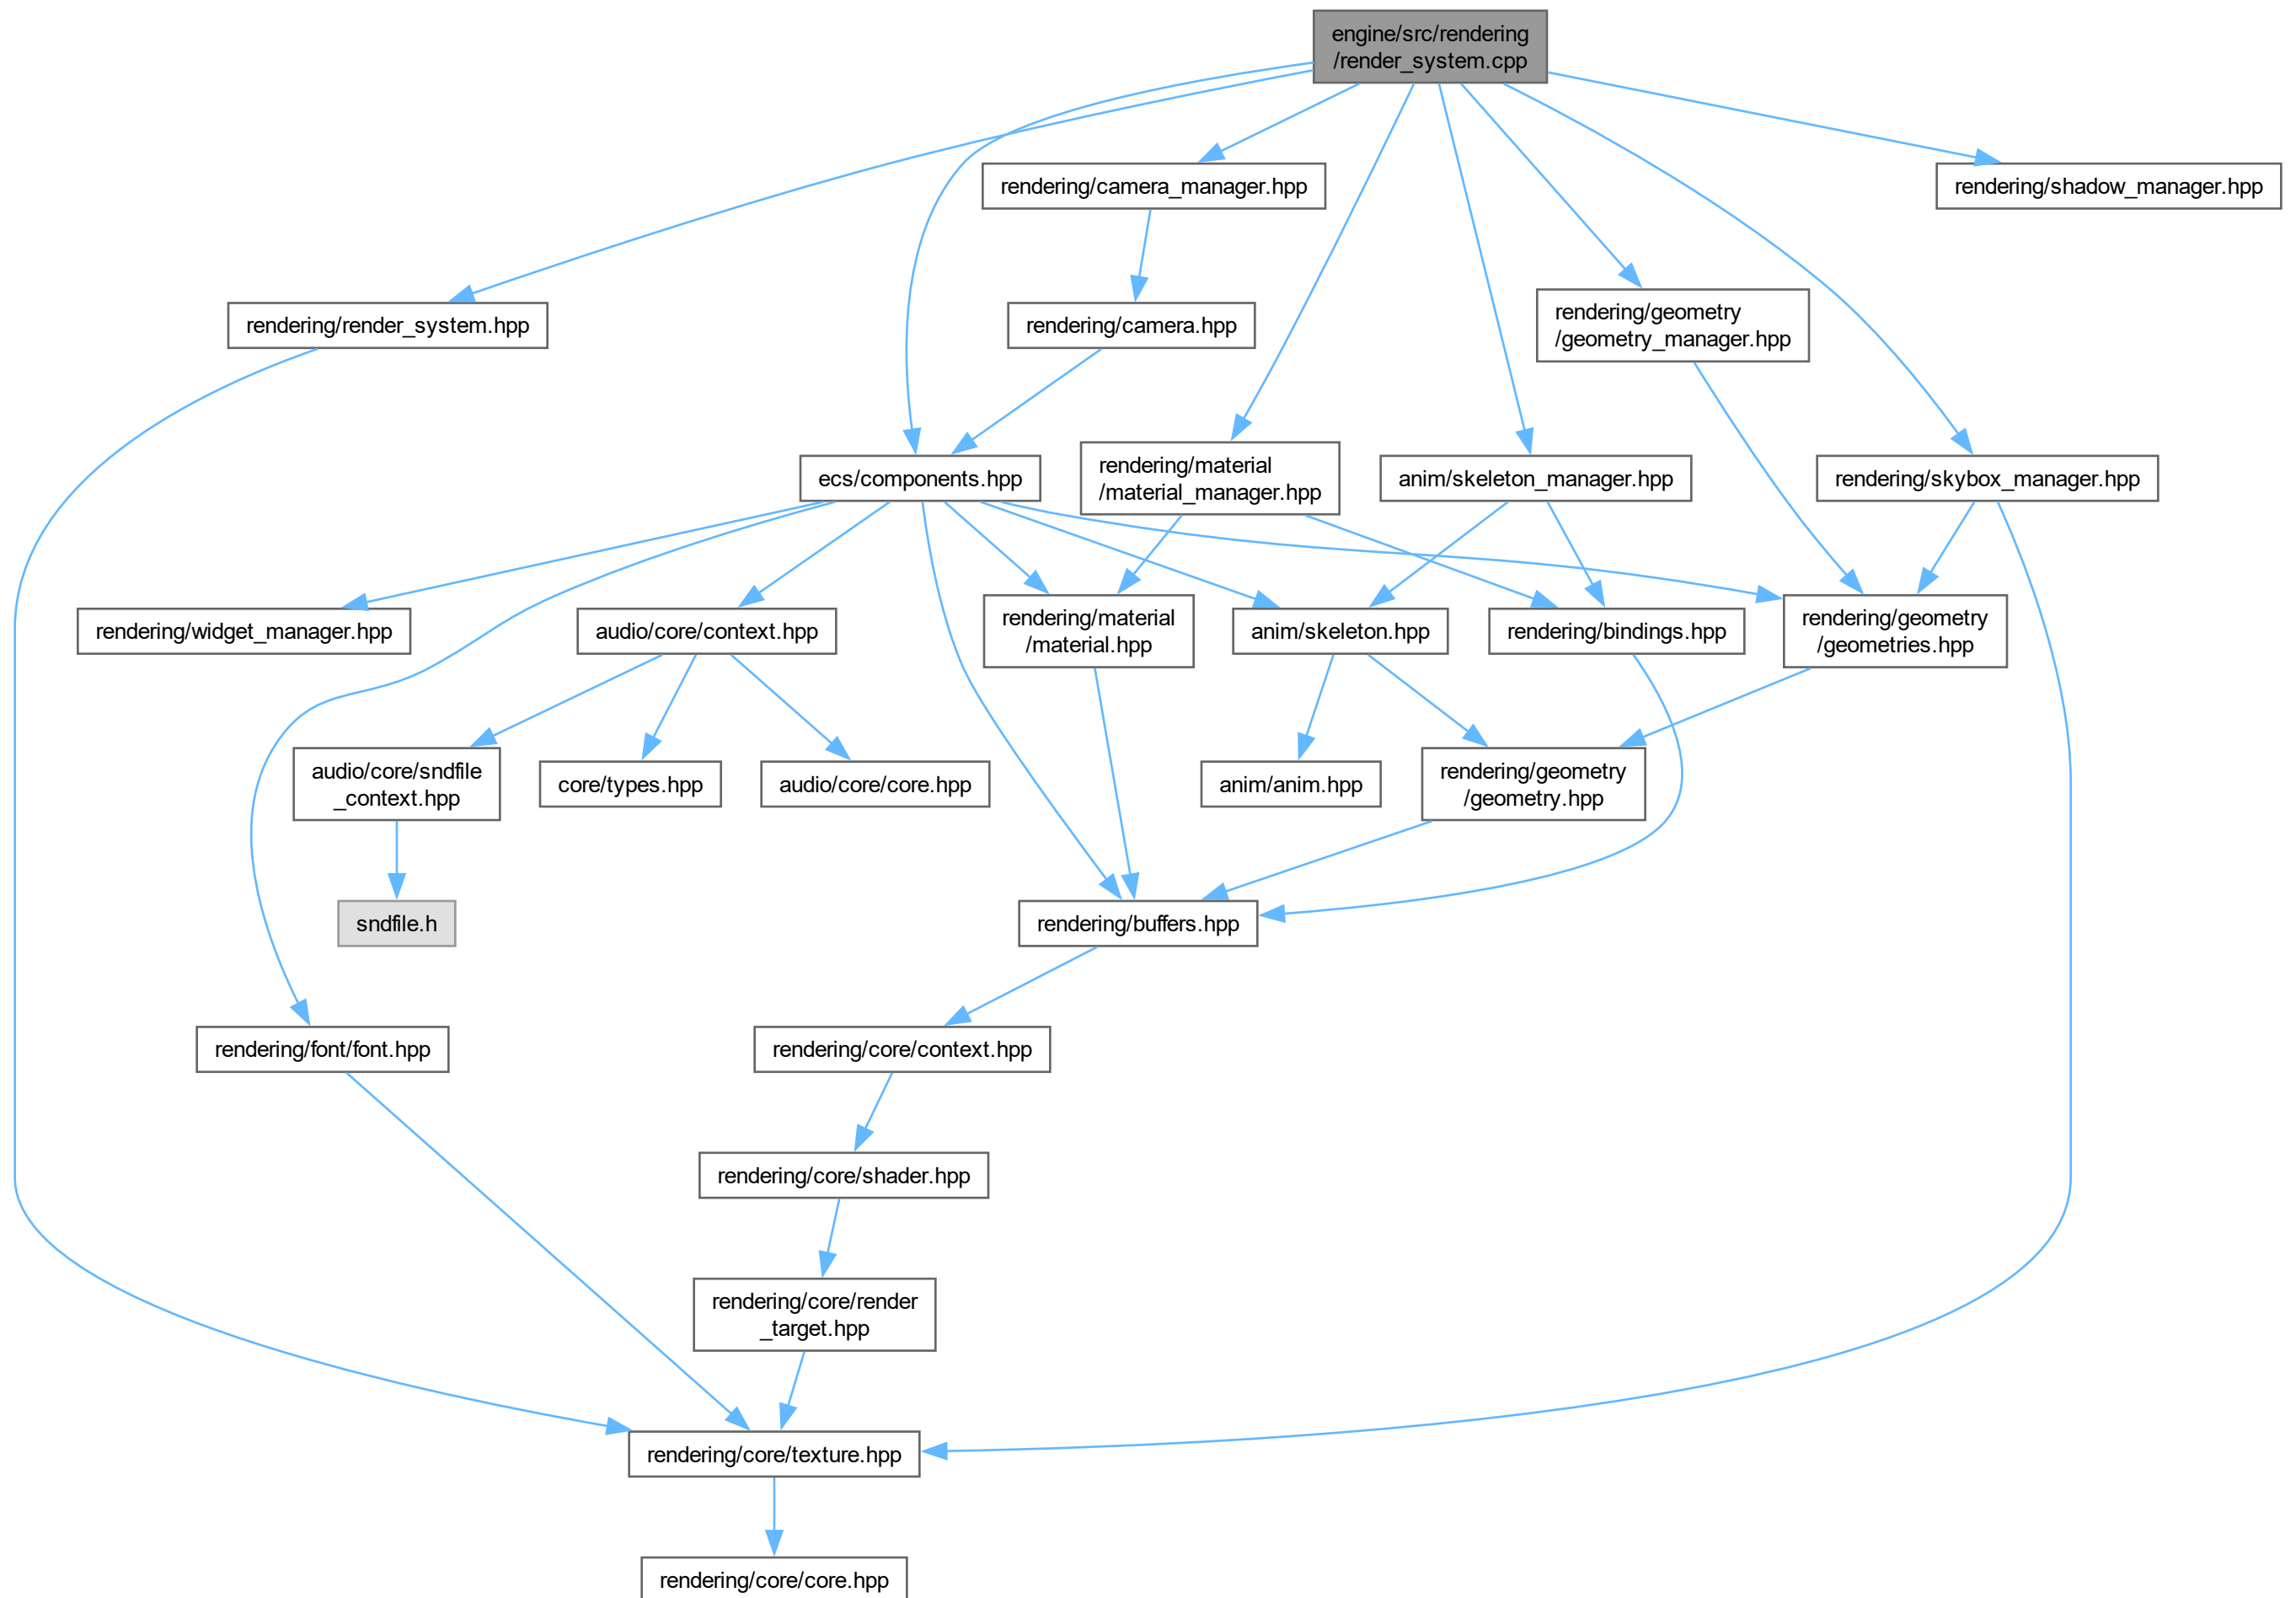 engine/src/rendering
/render_system.cpp
rendering/camera_manager.hpp
rendering/shadow_manager.hpp
rendering/render_system.hpp
rendering/camera.hpp
rendering/geometry
/geometry_manager.hpp
ecs/components.hpp
rendering/material
/material_manager.hpp
anim/skeleton_manager.hpp
rendering/skybox_manager.hpp
rendering/widget_manager.hpp
audio/core/context.hpp
rendering/material
/material.hpp
anim/skeleton.hpp
rendering/bindings.hpp
rendering/geometry
/geometries.hpp
audio/core/sndfile
_context.hpp
core/types.hpp
audio/core/core.hpp
anim/anim.hpp
rendering/geometry
/geometry.hpp
sndfile.h
rendering/buffers.hpp
rendering/font/font.hpp
rendering/core/context.hpp
rendering/core/shader.hpp
rendering/core/render
_target.hpp
rendering/core/texture.hpp
rendering/core/core.hpp